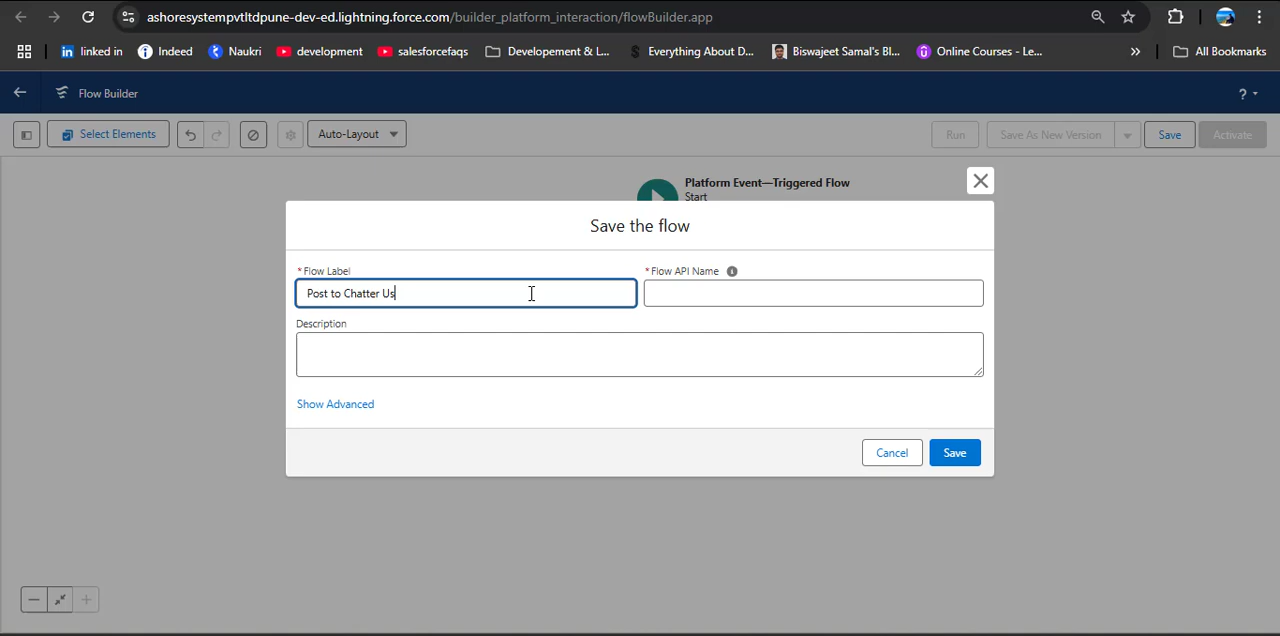 ashoresystempvtltdpune-dev-ed.lightning.force.com/builder_platform_interaction/flowBuilder.app
linked in Indeed Naukri development salesforcefaqs Developement & L... Everything About D... Biswajeet Samal's Bl... Online Courses - Le... » All Bookmarks
Flow Builder ?
Select Elements Auto-Layout Run Save As New Version Save Activate
Platform Event—Triggered Flow
Start
Save the flow
* Flow Label * Flow API Name
Post to Chatter Us
Description
Show Advanced
Cancel Save